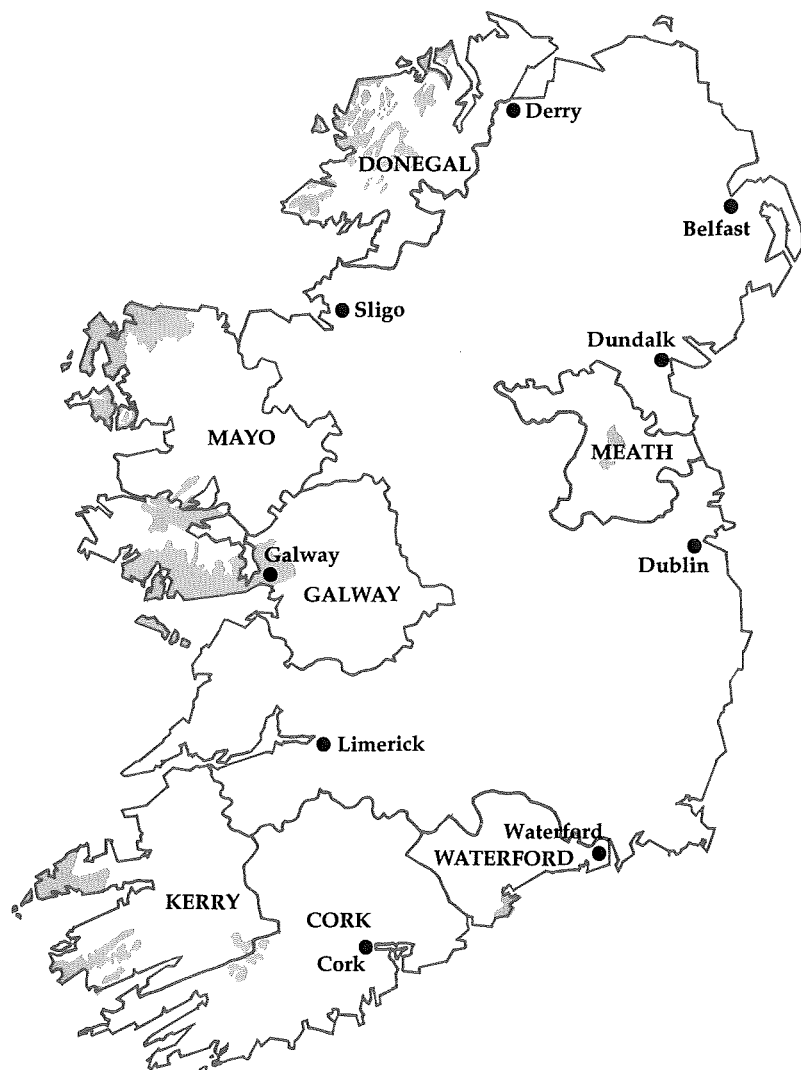 Derry
DONEGAL
Belfast
Sligo
Dundalk
MAYO
MEATH
Galway
Dublin
GALWAY
Limerick
Waterford
WATERFORD
KERRY
CORK
Cork